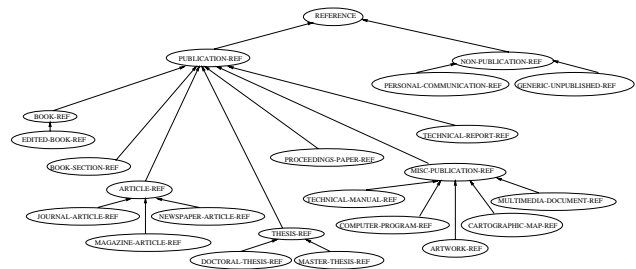 REFERENCE
PUBLICATION-REF
NON-PUBLICATION-REF
PERSONAL-COMMUNICATION-REF
GENERIC-UNPUBLISHED-REF
BOOK-REF
EDITED-BOOK-REF
TECHNICAL-REPORT-REF
BOOK-SECTION-REF
PROCEEDINGS-PAPER-REF
MISC-PUBLICATION-REF
ARTICLE-REF
TECHNICAL-MANUAL-REF
MULTIMEDIA-DOCUMENT-REF
JOURNAL-ARTICLE-REF
NEWSPAPER-ARTICLE-REF
COMPUTER-PROGRAM-REF
CARTOGRAPHIC-MAP-REF
THESIS-REF
MAGAZINE-ARTICLE-REF
ARTWORK-REF
DOCTORAL-THESIS-REF
MASTER-THESIS-REF